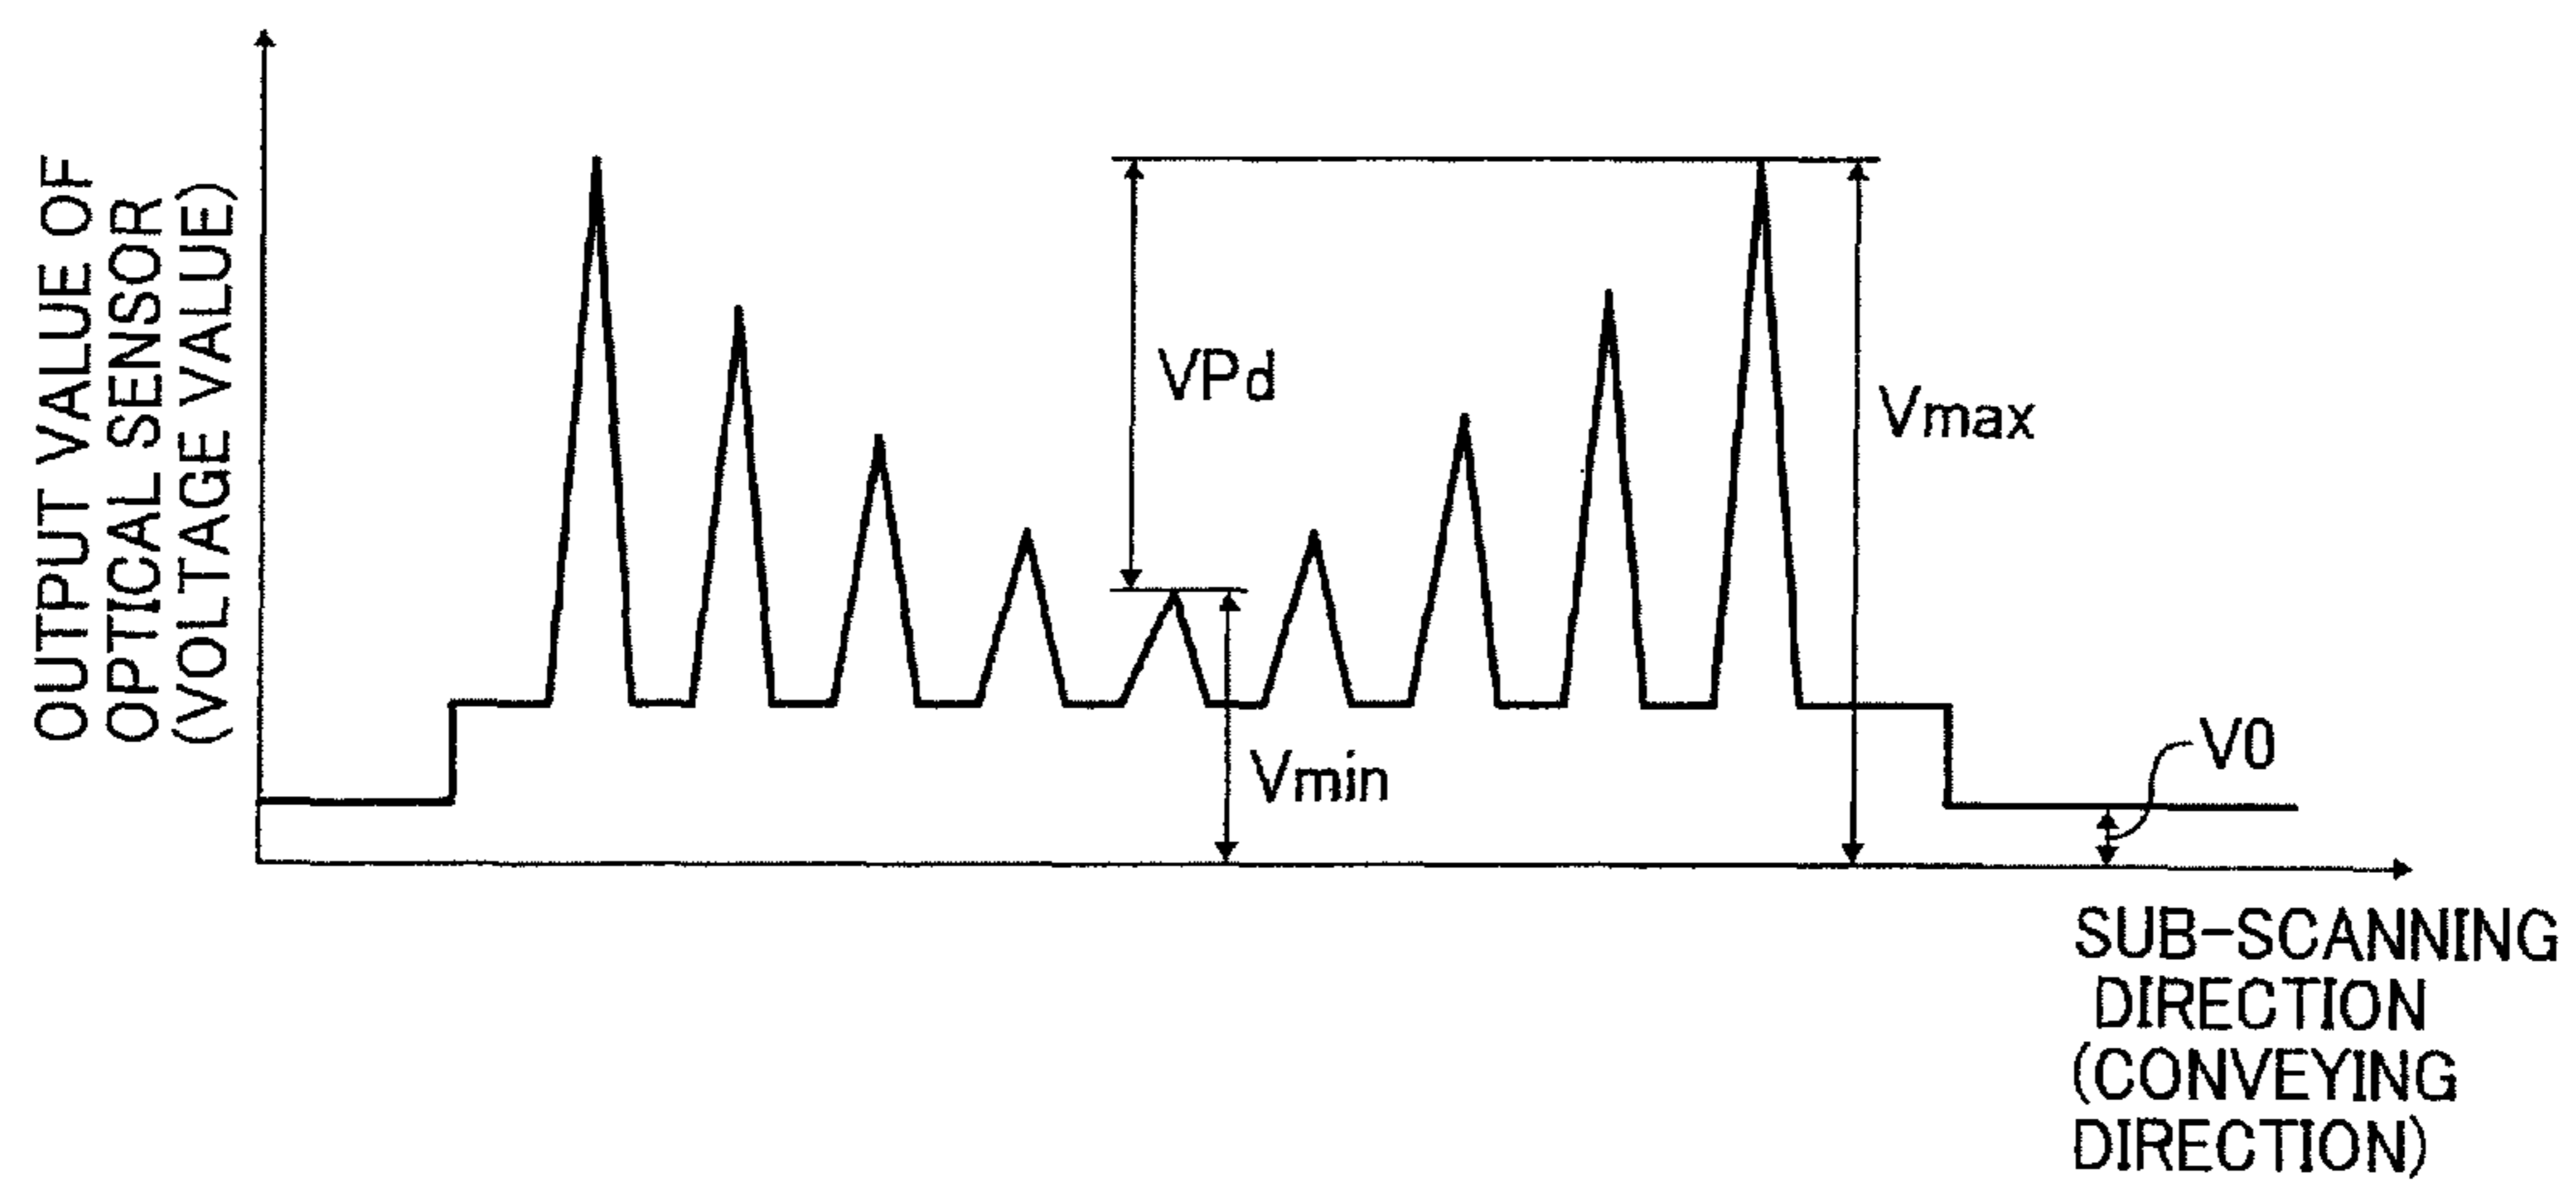 OUTPUT VALUE OF
OPTICAL SENSOR
(VOLTAGE VALUE)
VPd
Vmax
Vmin
V0
SUB-SCANNING
DIRECTION
(CONVEYING
DIRECTION)